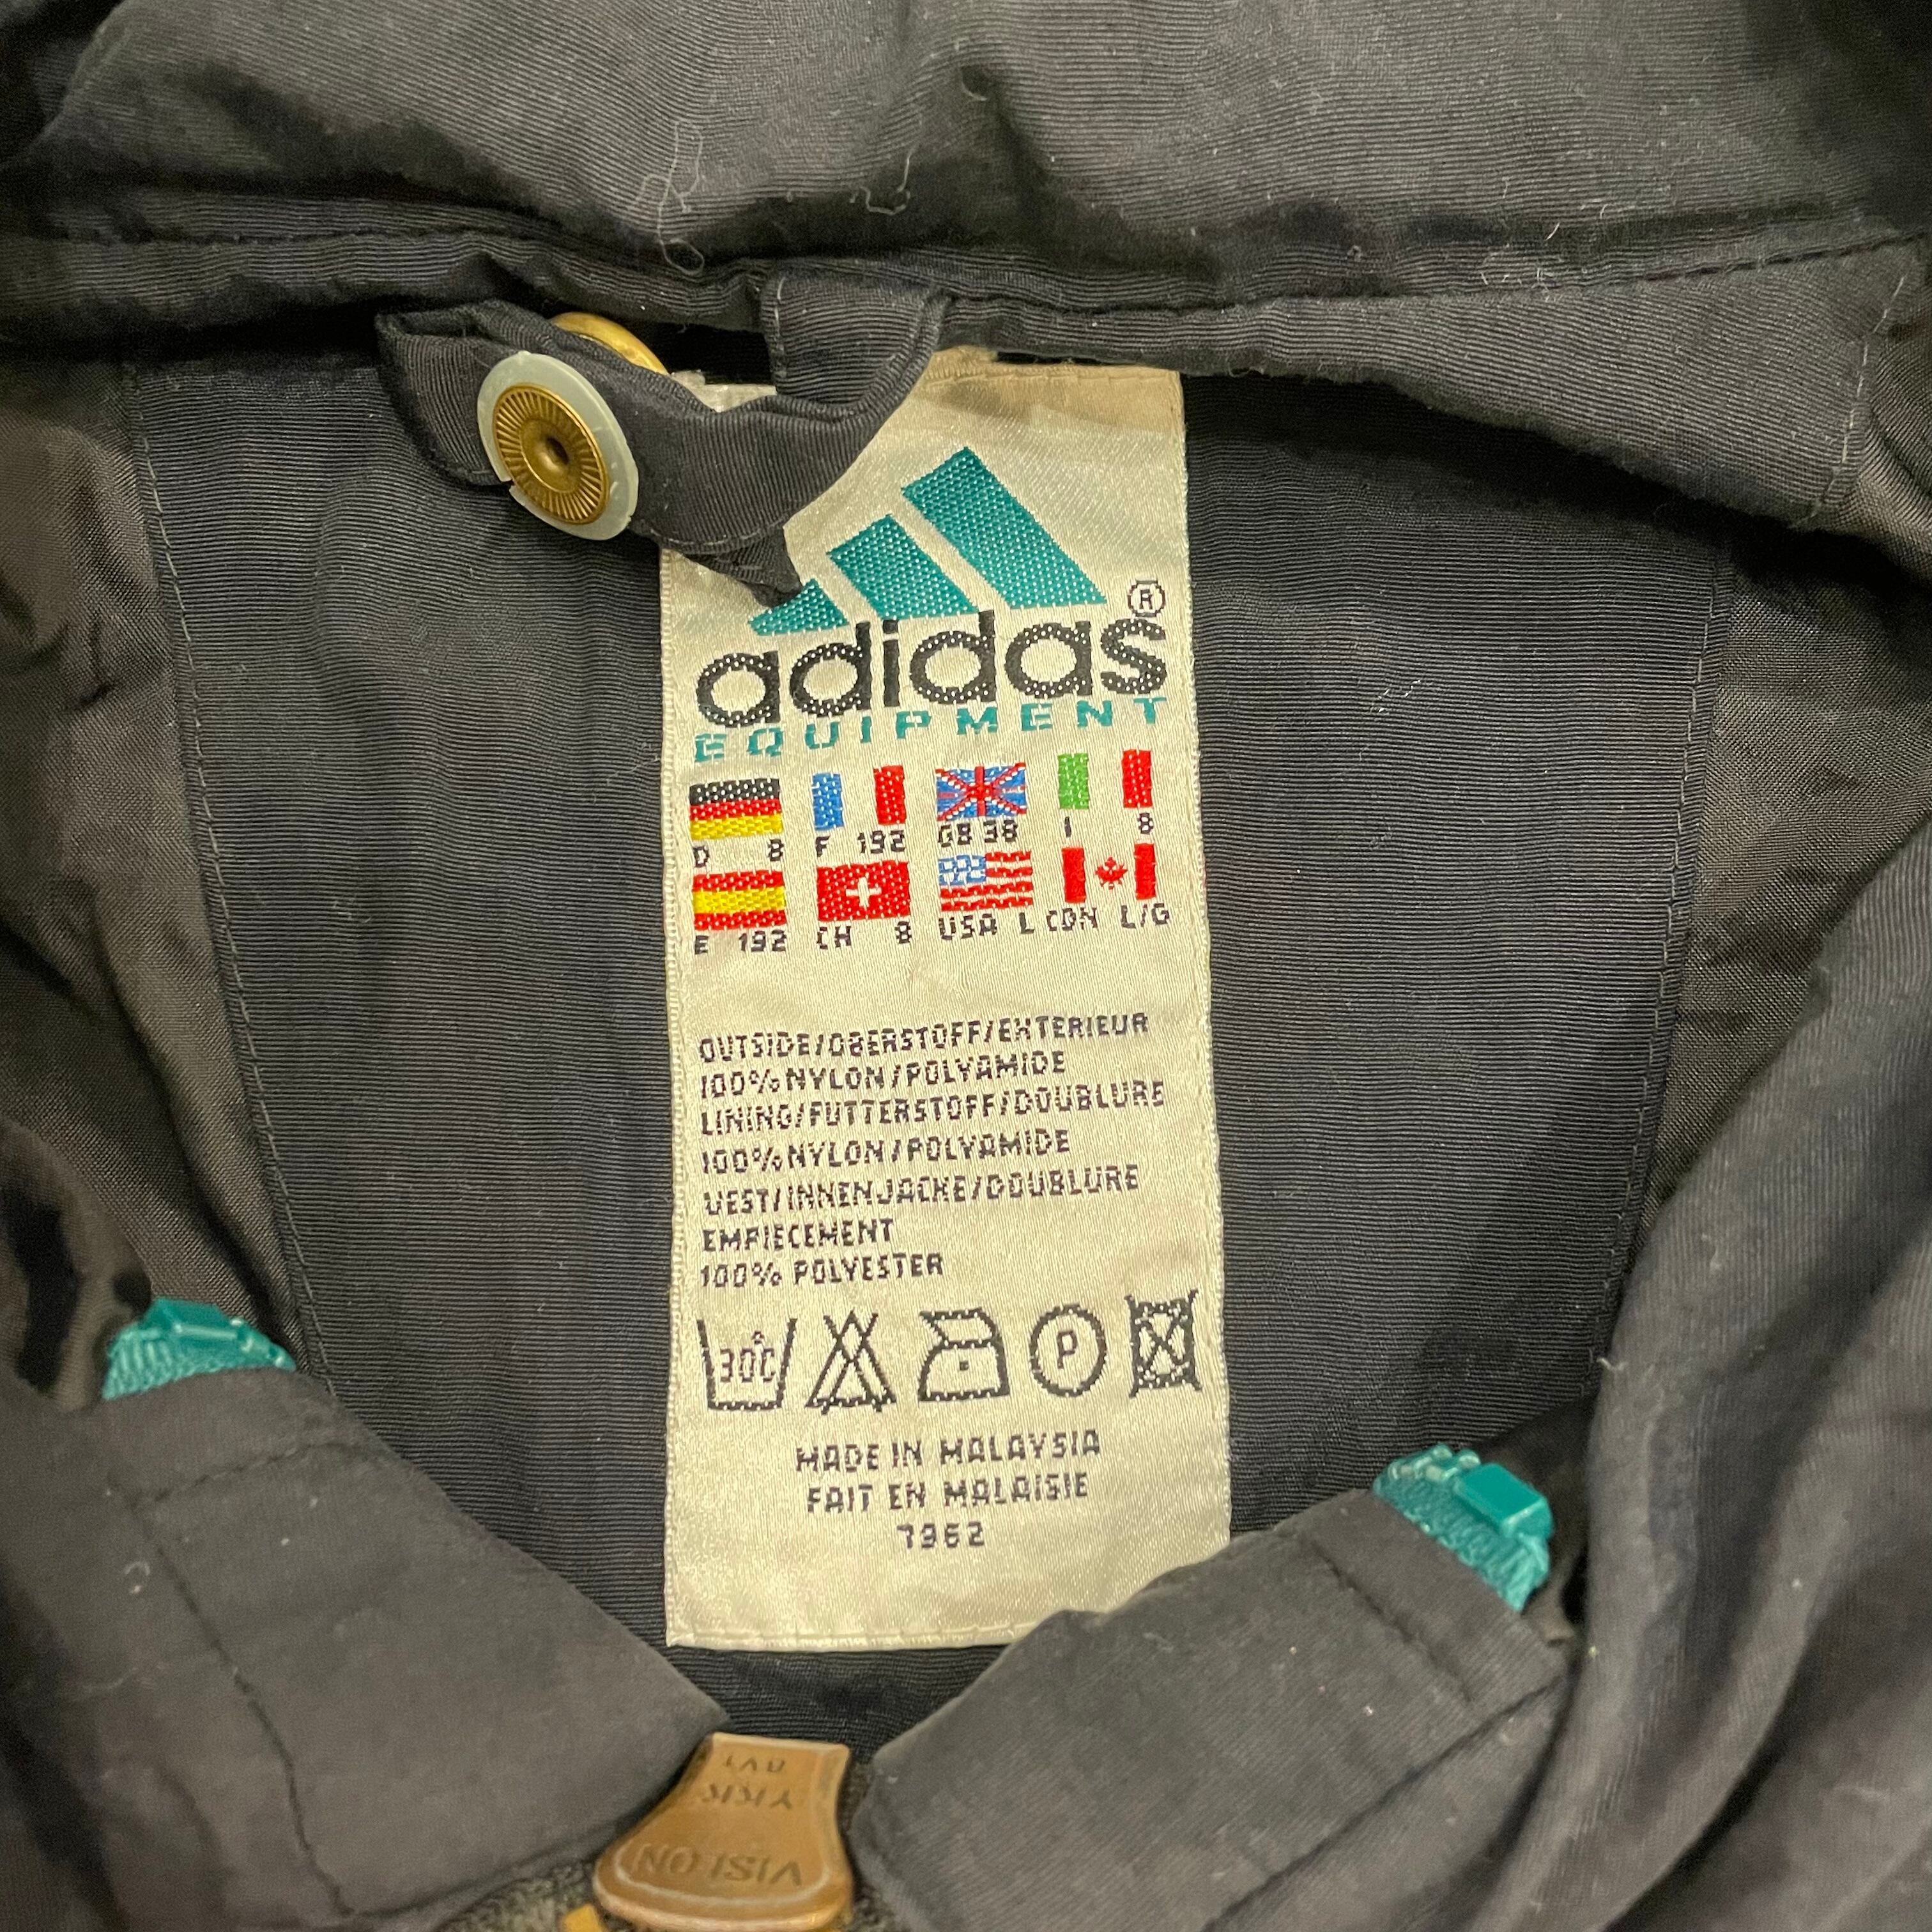 adidas®
EQUIPMENT
D 8 F 192 GB 38 I 8
E 192 CH 8 USA L CDN L/G
OUTSIDE/OBERSTOFF/EXTERIEUR
100% NYLON/POLYAMIDE
LINING/FUTTERSTOFF/DOUBLURE
100% NYLON/POLYAMIDE
VEST/INNENJACKE/DOUBLURE
EMPIECEMENT
100% POLYESTER
30°C
P
MADE IN MALAYSIA
FAIT EN MALAISIE
7962
YKK
VISLON